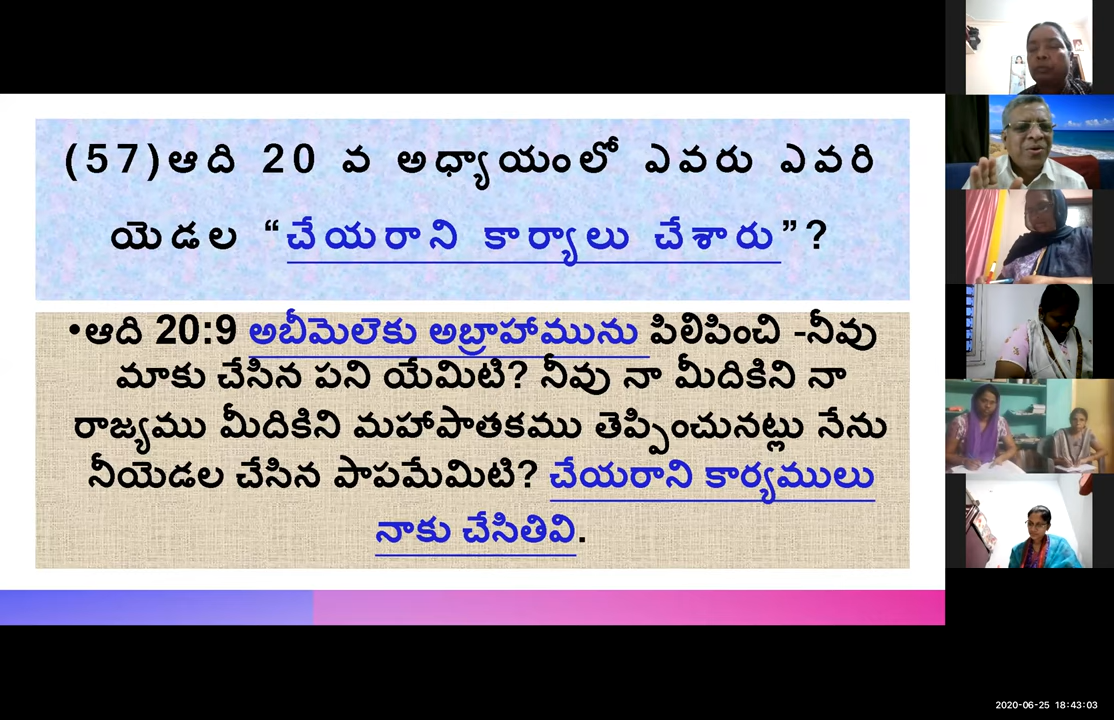 (57)ఆది 20 వ అధ్యాయంలో ఎవరు ఎవరి
యెడల “చేయరాని కార్యాలు చేశారు”?
•ఆది 20:9 అబీమెలెకు అబ్రాహామును పిలిపించి -నీవు
మాకు చేసిన పని యేమిటి? నీవు నా మీదికిని నా
రాజ్యము మీదికిని మహాపాతకము తెప్పించునట్లు నేను
నీయెడల చేసిన పాపమేమిటి? చేయరాని కార్యములు
నాకు చేసితివి.
2020-06-25 18:43:03